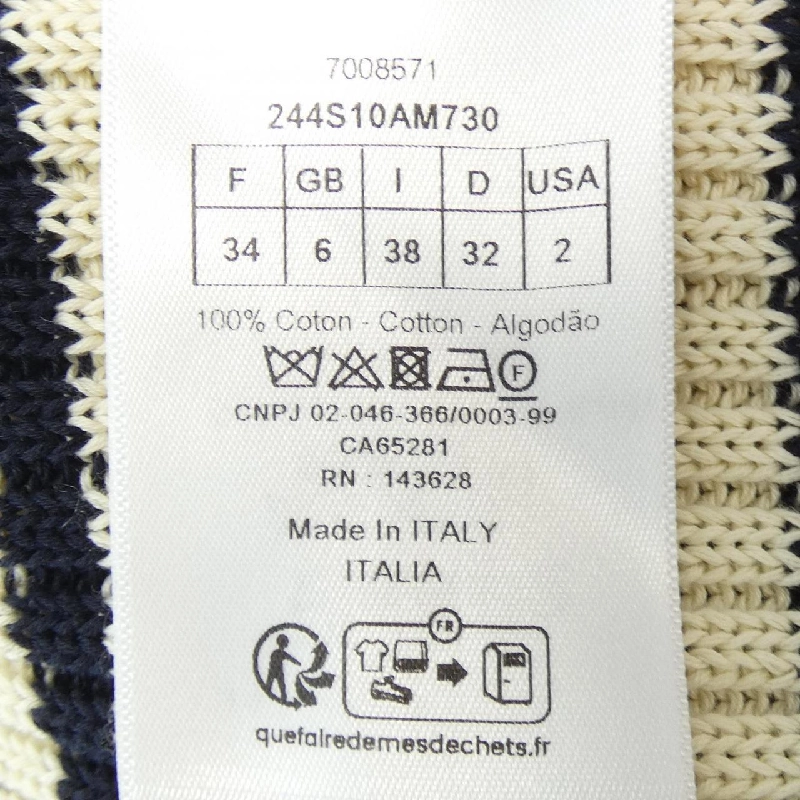 7008571
244S10AM730
F GB I D USA
34 6 38 32 2
100% Coton - Cotton - Algodão
F
CNPJ 02-046-366/0003-99
CA65281
RN : 143628
Made In ITALY
ITALIA
FR
quefairedemesdechets.fr